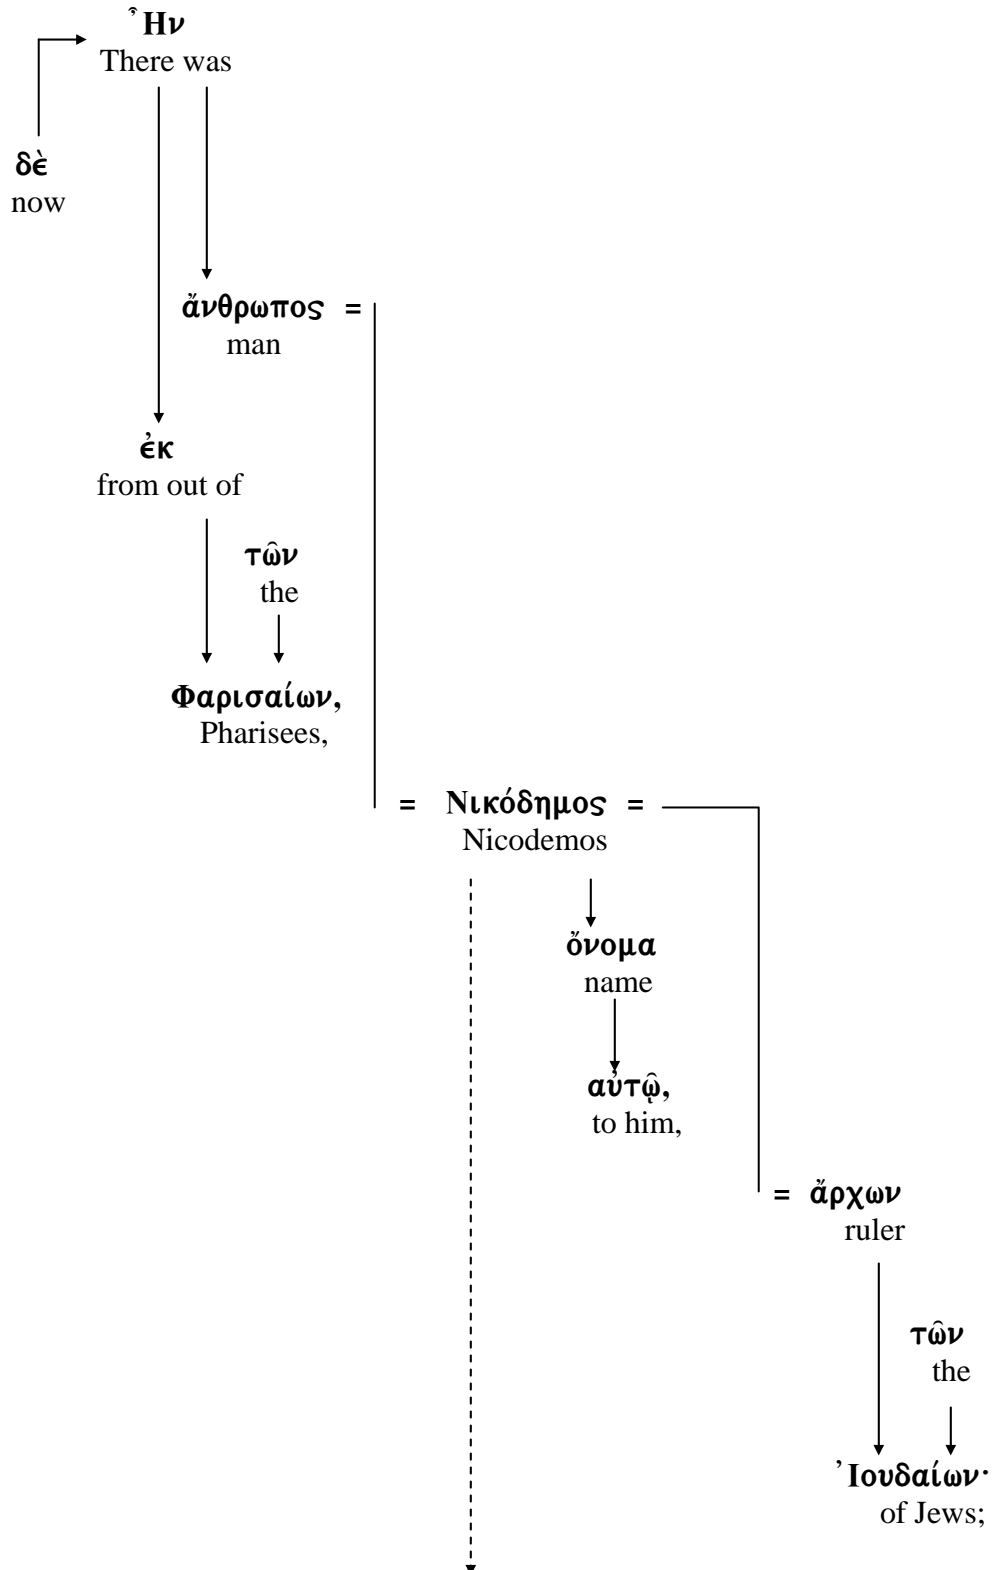 Ἦν
There was
δὲ
now
ἄνθρωπος =
man
ἐκ
from out of
τῶν
the
Φαρισαίων,
Pharisees,
= Νικόδημος =
Nicodemos
ὄνομα
name
αὐτῷ,
to him,
= ἄρχων
ruler
τῶν
the
Ἰουδαίων·
of Jews;